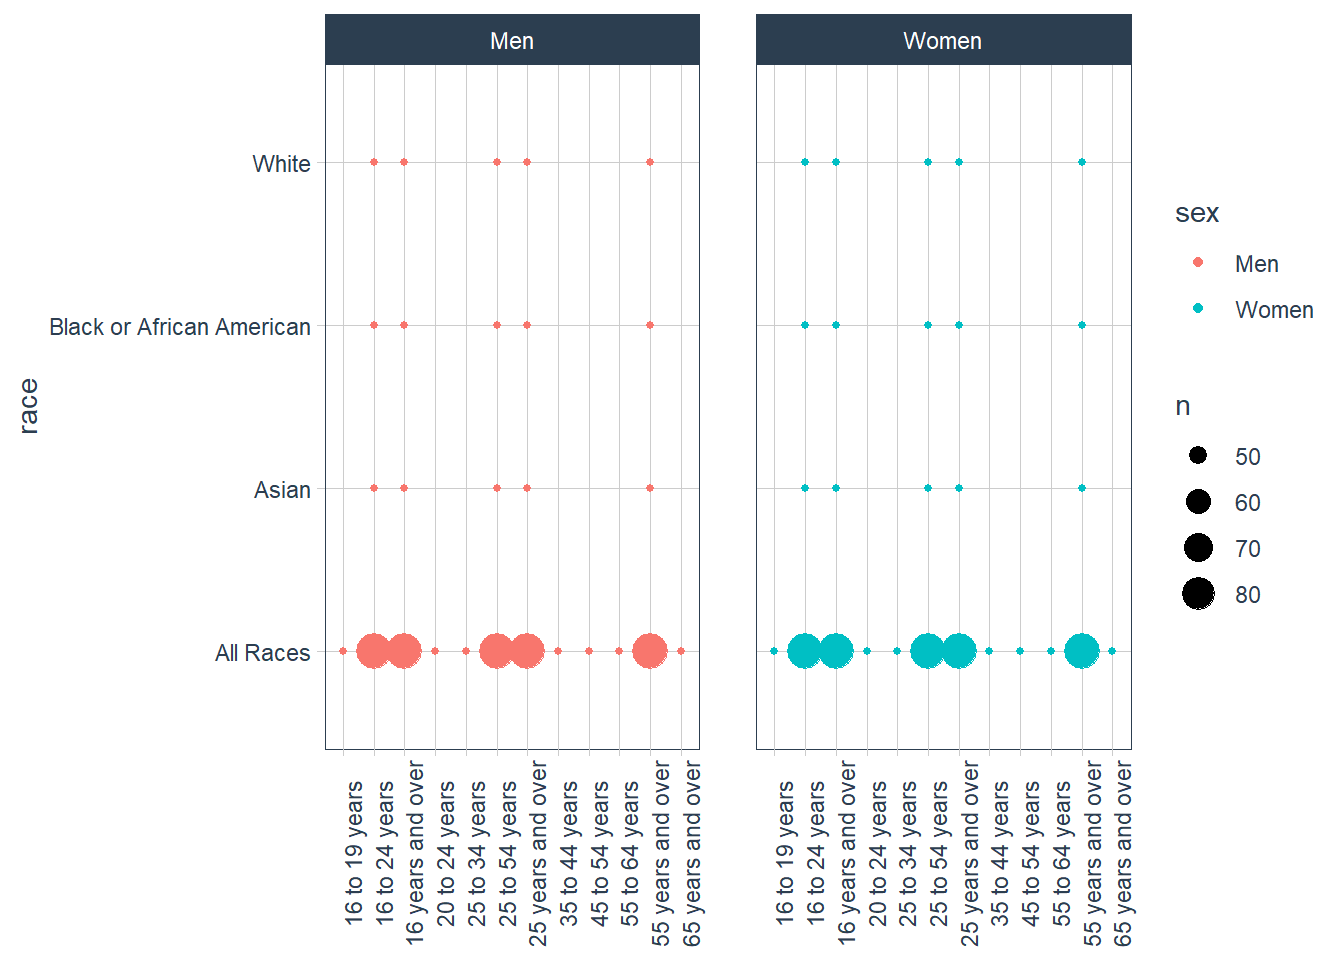 Men
Women
White
Black or African American
Asian
All Races
race
16 to 19 years
16 to 24 years
16 years and over
20 to 24 years
25 to 34 years
25 to 54 years
25 years and over
35 to 44 years
45 to 54 years
55 to 64 years
55 years and over
65 years and over
16 to 19 years
16 to 24 years
16 years and over
20 to 24 years
25 to 34 years
25 to 54 years
25 years and over
35 to 44 years
45 to 54 years
55 to 64 years
55 years and over
65 years and over
sex
Men
Women
n
50
60
70
80